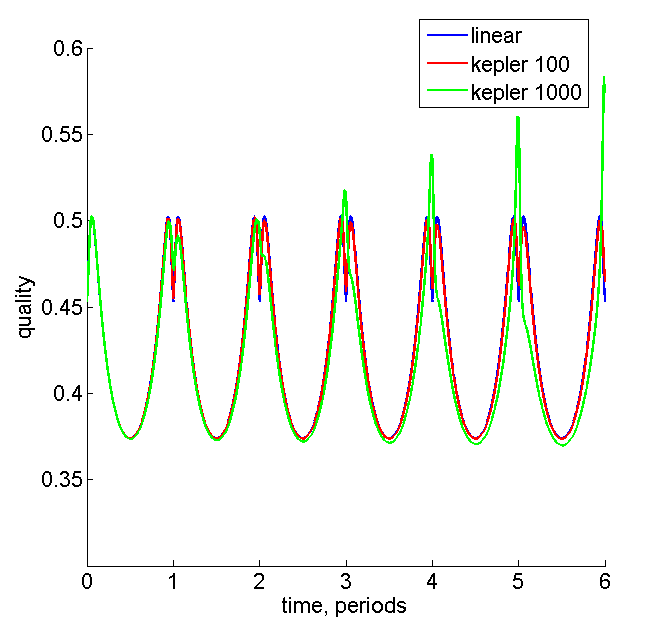 linear
kepler 100
kepler 1000
0.6
0.55
0.5
0.45
0.4
0.35
quality
0 1 2 3 4 5 6
time, periods